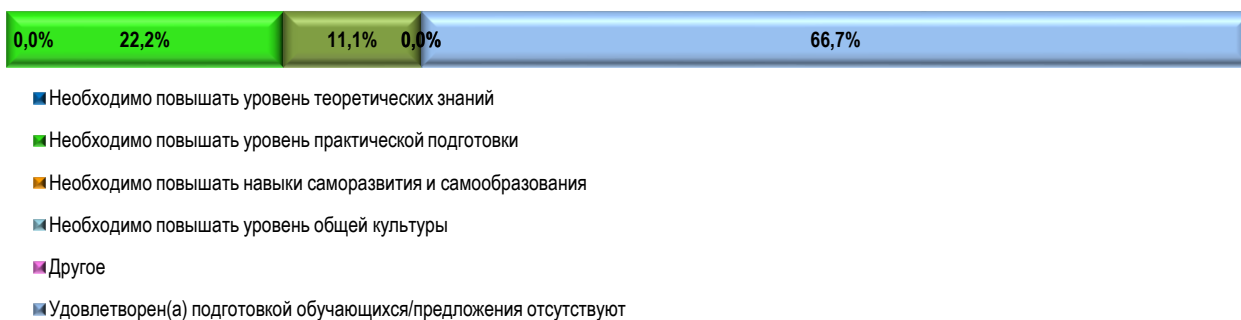 0,0% 22,2% 11,1% 0,0% 66,7%
Необходимо повышать уровень теоретических знаний
Необходимо повышать уровень практической подготовки
Необходимо повышать навыки саморазвития и самообразования
Необходимо повышать уровень общей культуры
Другое
Удовлетворен(а) подготовкой обучающихся/предложения отсутствуют